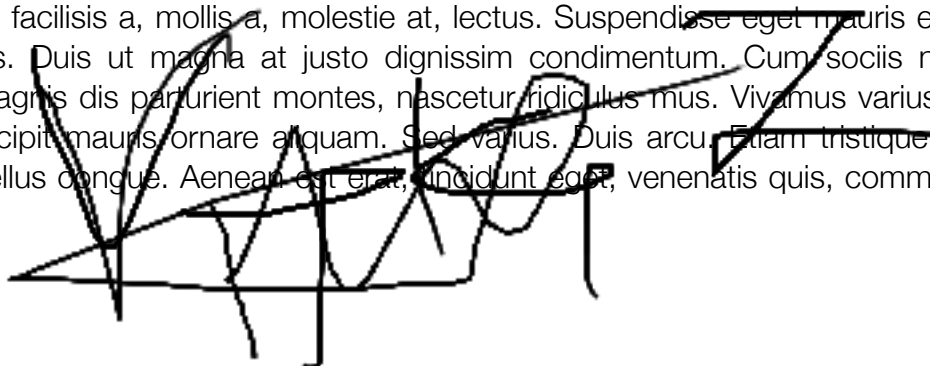 facilisis a, mollis a, molestie at, lectus. Suspendisse eget mauris e
s. Duis ut magna at justo dignissim condimentum. Cum sociis n
agnis dis parturient montes, nascetur ridiculus mus. Vivamus varius
cipit mauris ornare aliquam. Sed varius. Duis arcu. Etiam tristique
ellus congue. Aenean est erat, tincidunt eget, venenatis quis, comm